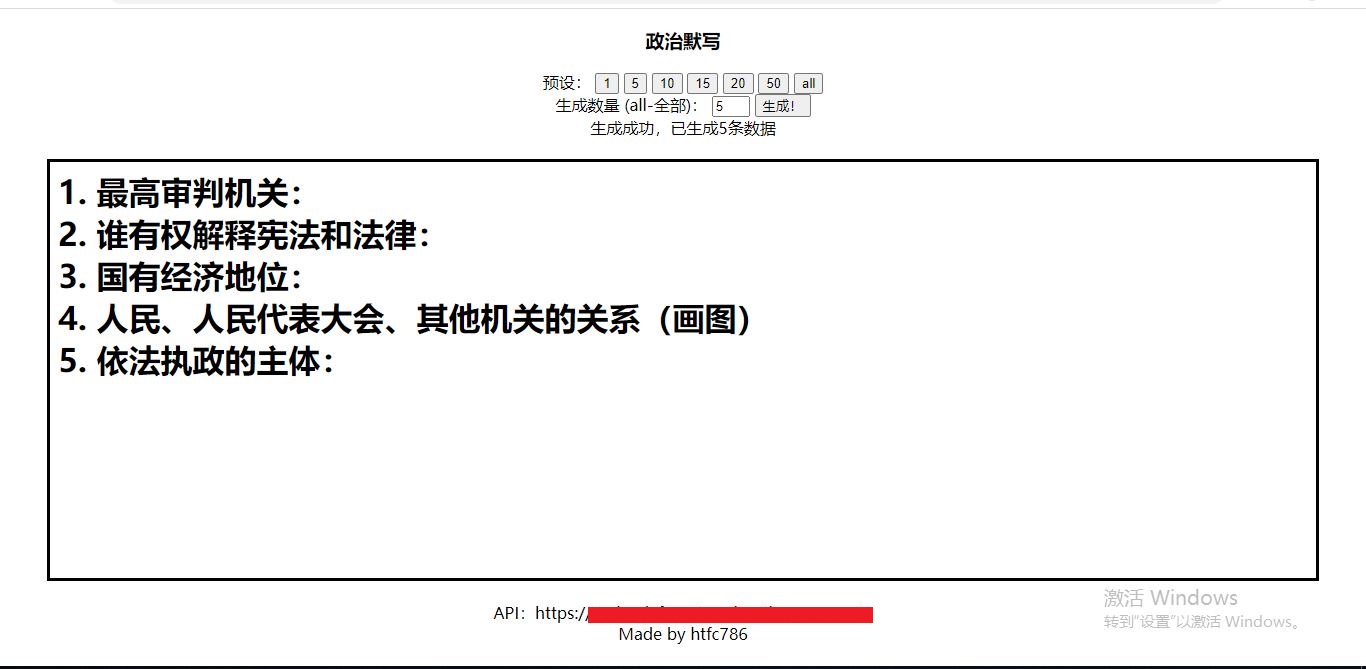 政治默写
预设： 1 5 10 15 20 50 all
生成数量 (all-全部)： 5 生成！
生成成功，已生成5条数据
1. 最高审判机关：
2. 谁有权解释宪法和法律：
3. 国有经济地位：
4. 人民、人民代表大会、其他机关的关系（画图）
5. 依法执政的主体：
API：https://
Made by htfc786
激活 Windows
转到"设置"以激活 Windows。